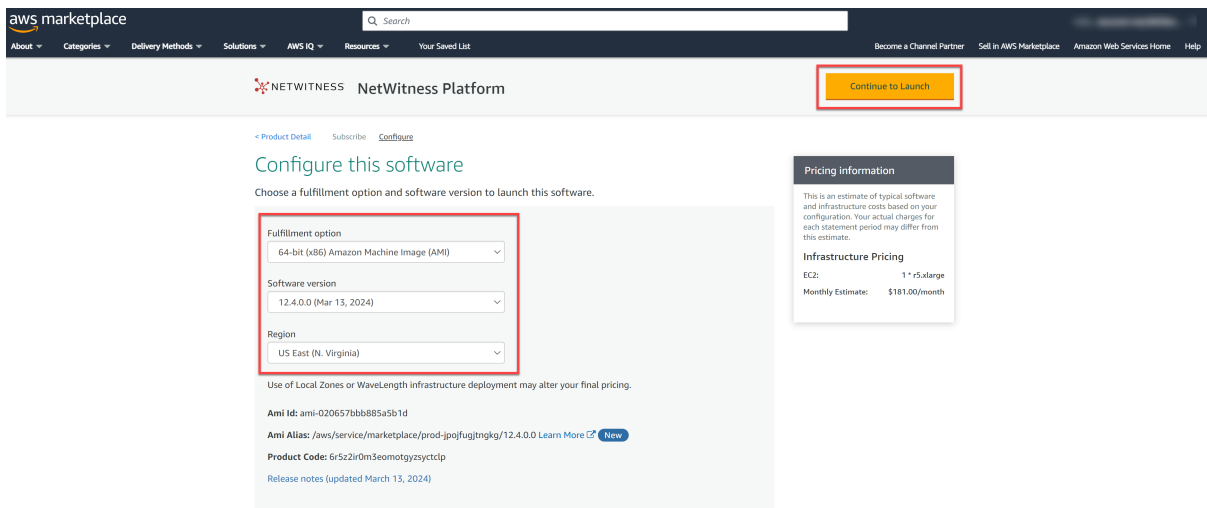 aws marketplace
Search
About
Categories
Delivery Methods
Solutions
AWS IQ
Resources
Your Saved List
Become a Channel Partner
Sell in AWS Marketplace
Amazon Web Services Home
Help
NETWITNESS
NetWitness Platform
Continue to Launch
< Product Detail
Subscribe
Configure
Configure this software
Choose a fulfillment option and software version to launch this software.
Fulfillment option
64-bit (x86) Amazon Machine Image (AMI)
Software version
12.4.0.0 (Mar 13, 2024)
Region
US East (N. Virginia)
Use of Local Zones or WaveLength infrastructure deployment may alter your final pricing.
Ami Id: ami-020657bbb885a5b1d
Ami Alias: /aws/service/marketplace/prod-jpojfugjtngkg/12.4.0.0 Learn More New
Product Code: 6r5z2ir0m3eomotgyzsyctclp
Release notes (updated March 13, 2024)
Pricing information
This is an estimate of typical software
and infrastructure costs based on your
configuration. Your actual charges for
each statement period may differ from
this estimate.
Infrastructure Pricing
EC2: 1 * r5.xlarge
Monthly Estimate: $181.00/month